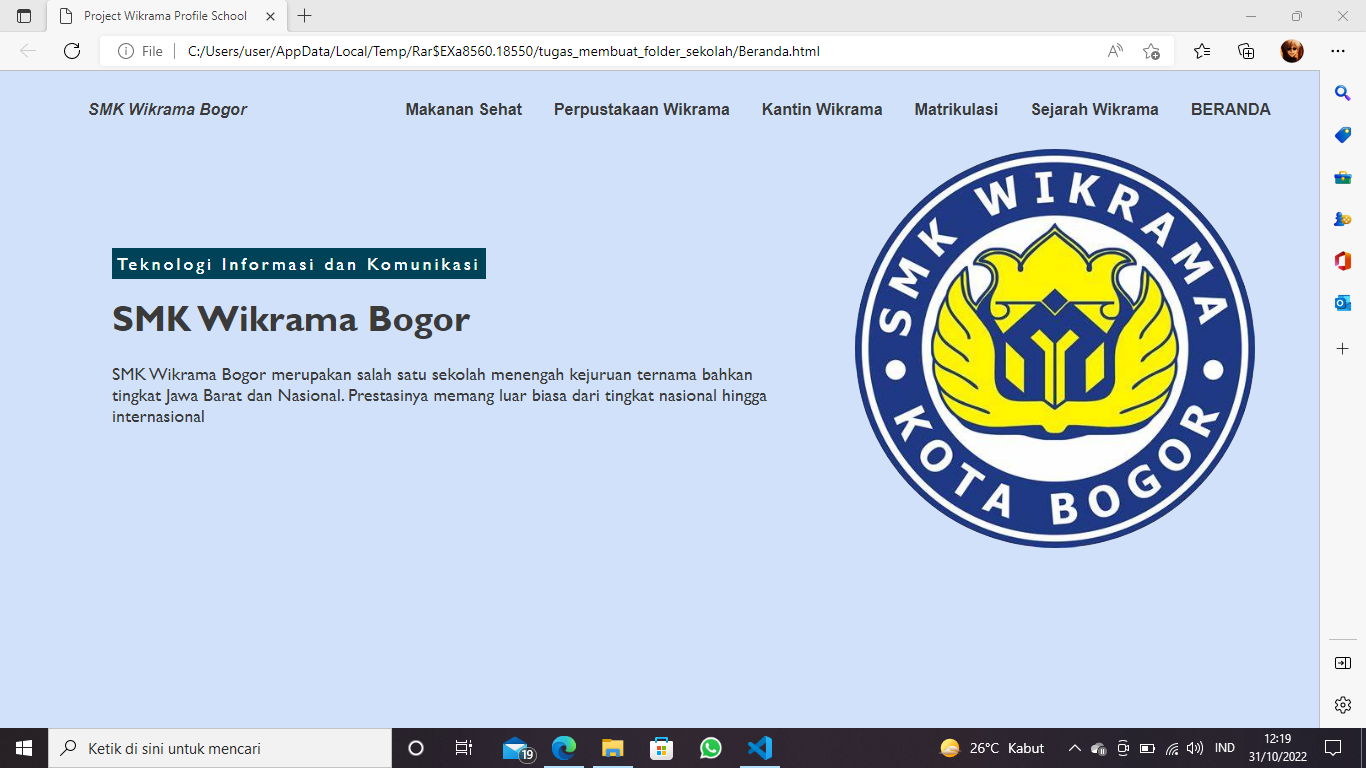 Project Wikrama Profile School
File
C:/Users/user/AppData/Local/Temp/Rar$EXa8560.18550/tugas_membuat_folder_sekolah/Beranda.html
SMK Wikrama Bogor
Makanan Sehat
Perpustakaan Wikrama
Kantin Wikrama
Matrikulasi
Sejarah Wikrama
BERANDA
SMK WIKRAMA
KOTA BOGOR
Teknologi Informasi dan Komunikasi
SMK Wikrama Bogor
SMK Wikrama Bogor merupakan salah satu sekolah menengah kejuruan ternama bahkan
tingkat Jawa Barat dan Nasional. Prestasinya memang luar biasa dari tingkat nasional hingga
internasional
Ketik di sini untuk mencari
19
26°C Kabut
IND
12:19
31/10/2022